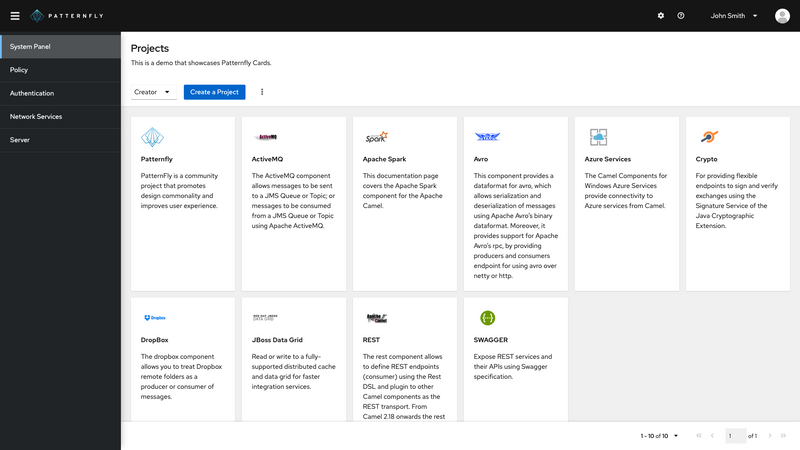 PATTERNFLY
John Smith
System Panel
Policy
Authentication
Network Services
Server
Projects
This is a demo that showcases Patternfly Cards.
Creator
Create a Project
Patternfly
PatternFly is a community
project that promotes
design commonality and
improves user experience.
ActiveMQ
ActiveMQ
The ActiveMQ component
allows messages to be sent
to a JMS Queue or Topic; or
messages to be consumed
from a JMS Queue or Topic
using Apache ActiveMQ.
Spark
Apache Spark
This documentation page
covers the Apache Spark
component for the Apache
Camel.
Avro
This component provides a
dataformat for avro, which
allows serialization and
deserialization of messages
using Apache Avro's binary
dataformat. Moreover, it
provides support for Apache
Avro's rpc, by providing
producers and consumers
endpoint for using avro over
netty or http.
Azure Services
The Camel Components for
Windows Azure Services
provide connectivity to
Azure services from Camel.
Crypto
For providing flexible
endpoints to sign and verify
exchanges using the
Signature Service of the
Java Cryptographic
Extension.
Dropbox
DropBox
The dropbox component
allows you to treat Dropbox
remote folders as a
producer or consumer of
messages.
RED HAT JBOSS
DATA GRID
JBoss Data Grid
Read or write to a fully-
supported distributed cache
and data grid for faster
integration services.
Apache
Camel
REST
The rest component allows
to define REST endpoints
(consumer) using the Rest
DSL and plugin to other
Camel components as the
REST transport. From
Camel 2.18 onwards the rest
SWAGGER
Expose REST services and
their APIs using Swagger
specification.
1 - 10 of 10
1 of 1